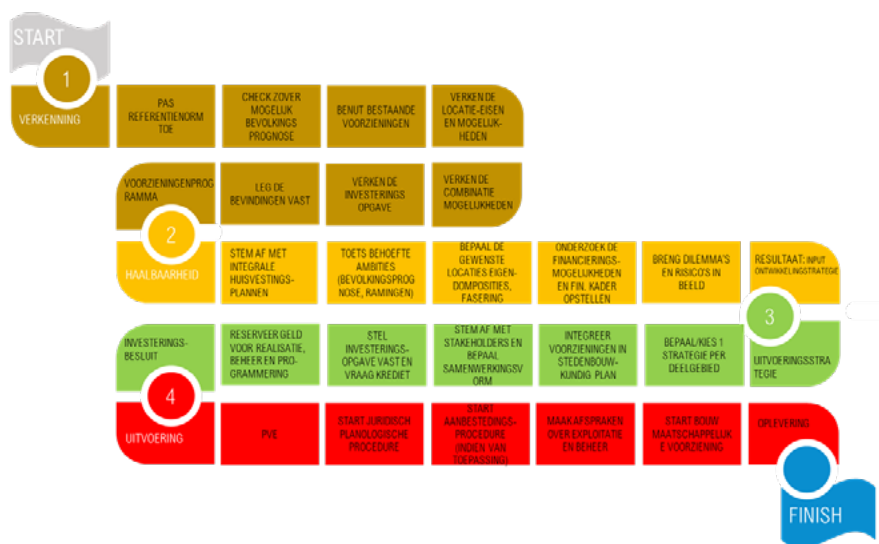 START
1
VERKENNING
PAS
REFERENTIENORM
TOE
CHECK ZOVER
MOGELIJK
BEVOLKINGS
PROGNOSE
BENUT BESTAANDE
VOORZIENINGEN
VERKEN DE
LOCATIE-EISEN
EN MOGELIJK-
HEDEN
VOORZIENINGENPROG
RAMMA
LEG DE
BEVINDINGEN VAST
VERKEN DE
INVESTERINGS
OPGAVE
VERKEN DE
COMBINATIE
MOGELIJKHEDEN
2
HAALBAARHEID
STEM AF MET
INTEGRALE
HUISVESTINGS-
PLANNEN
TOETS BEHOEFTE
AMBITIES
(BEVOLKINGSPROG
NOSE, RAMINGEN)
BEPAAL DE
GEWENSTE
LOCATIES EIGEN-
DOMPOSITIES,
FASERING
ONDERZOEK DE
FINANCIERINGS-
MOGELIJKHEDEN
EN FIN. KADER
OPSTELLEN
BRENG DILEMMA'S
EN RISICO'S IN
BEELD
RESULTAAT: INPUT
ONTWIKKELINGSTRATEGIE
3
INVESTERINGS-
BESLUIT
RESERVEER GELD
VOOR REALISATIE,
BEHEER EN PRO-
GRAMMERING
STEL
INVESTERINGS-
OPGAVE VAST EN
VRAAG KREDIET
STEM AF MET
STAKEHOLDERS EN
BEPAAL
SAMENWERKINGSV
ORM
INTEGREER
VOORZIENINGEN IN
STEDENBOUW-
KUNDIG PLAN
BEPAAL/KIES 1
STRATEGIE PER
DEELGEBIED
UITVOERINGSSTRA
TEGIE
4
UITVOERING
PVE
START JURIDISCH
PLANOLOGISCHE
PROCEDURE
START
AANBESTEDINGS-
PROCEDURE
(INDIEN VAN
TOEPASSING)
MAAK AFSPRAKEN
OVER EXPLOITATIE
EN BEHEER
START BOUW
MAATSCHAPPELIJK
E VOORZIENING
OPLEVERING
FINISH